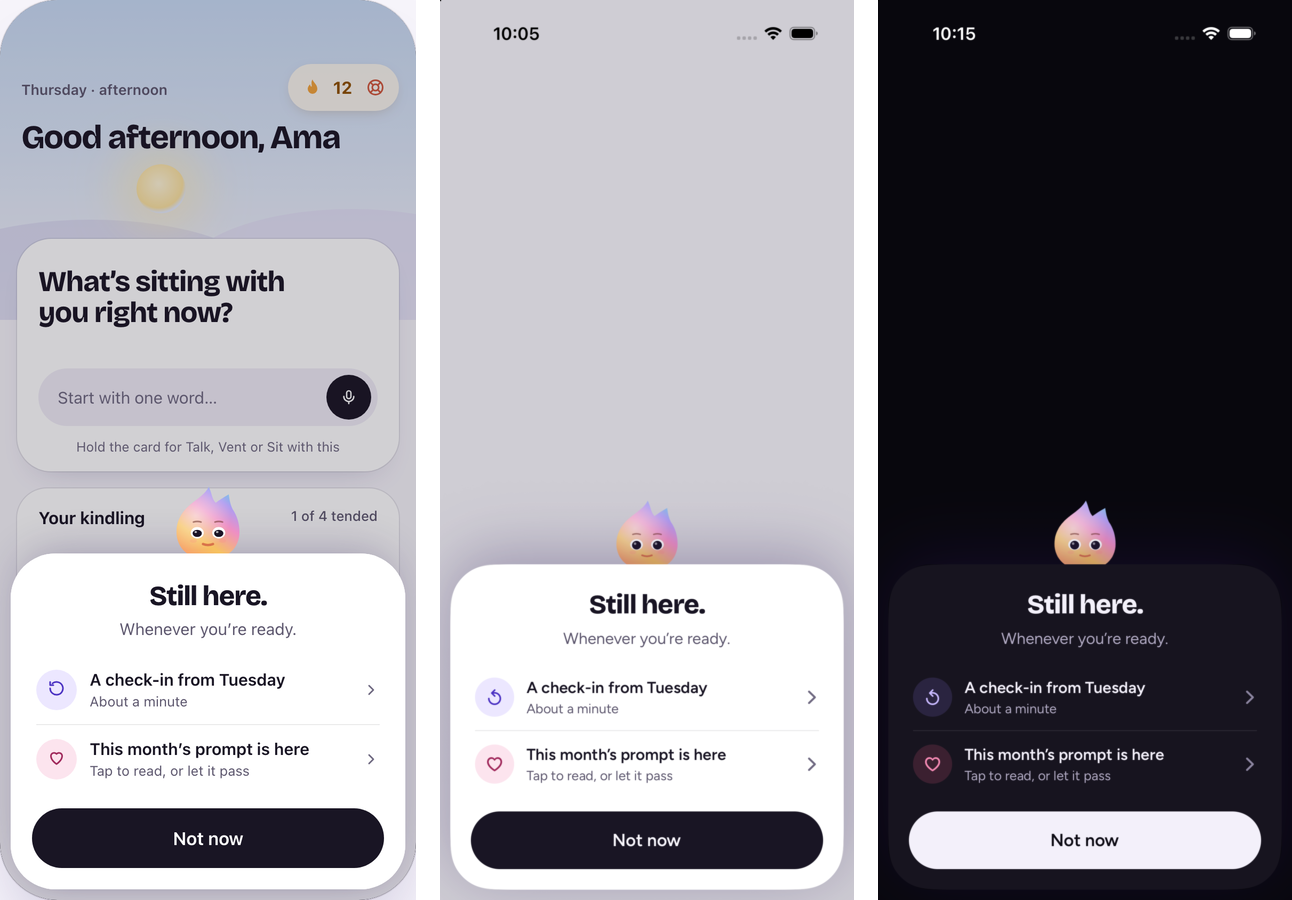 Thursday · afternoon
12
Good afternoon, Ama
What's sitting with
you right now?
Start with one word...
Hold the card for Talk, Vent or Sit with this
Your kindling
1 of 4 tended
Still here.
Whenever you're ready.
A check-in from Tuesday
About a minute
This month's prompt is here
Tap to read, or let it pass
Not now
10:05
Still here.
Whenever you're ready.
A check-in from Tuesday
About a minute
This month's prompt is here
Tap to read, or let it pass
Not now
10:15
Still here.
Whenever you're ready.
A check-in from Tuesday
About a minute
This month's prompt is here
Tap to read, or let it pass
Not now